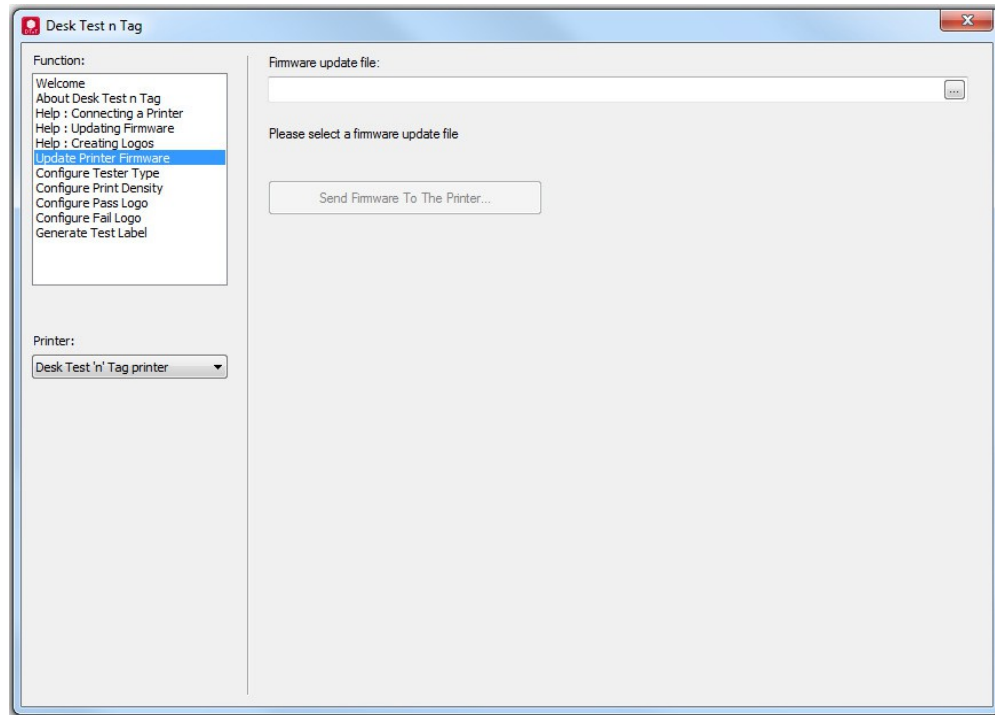 Desk Test n Tag
Function:
Welcome
About Desk Test n Tag
Help : Connecting a Printer
Help : Updating Firmware
Help : Creating Logos
Update Printer Firmware
Configure Tester Type
Configure Print Density
Configure Pass Logo
Configure Fail Logo
Generate Test Label
Printer:
Desk Test 'n' Tag printer
Firmware update file:
...
Please select a firmware update file
Send Firmware To The Printer...